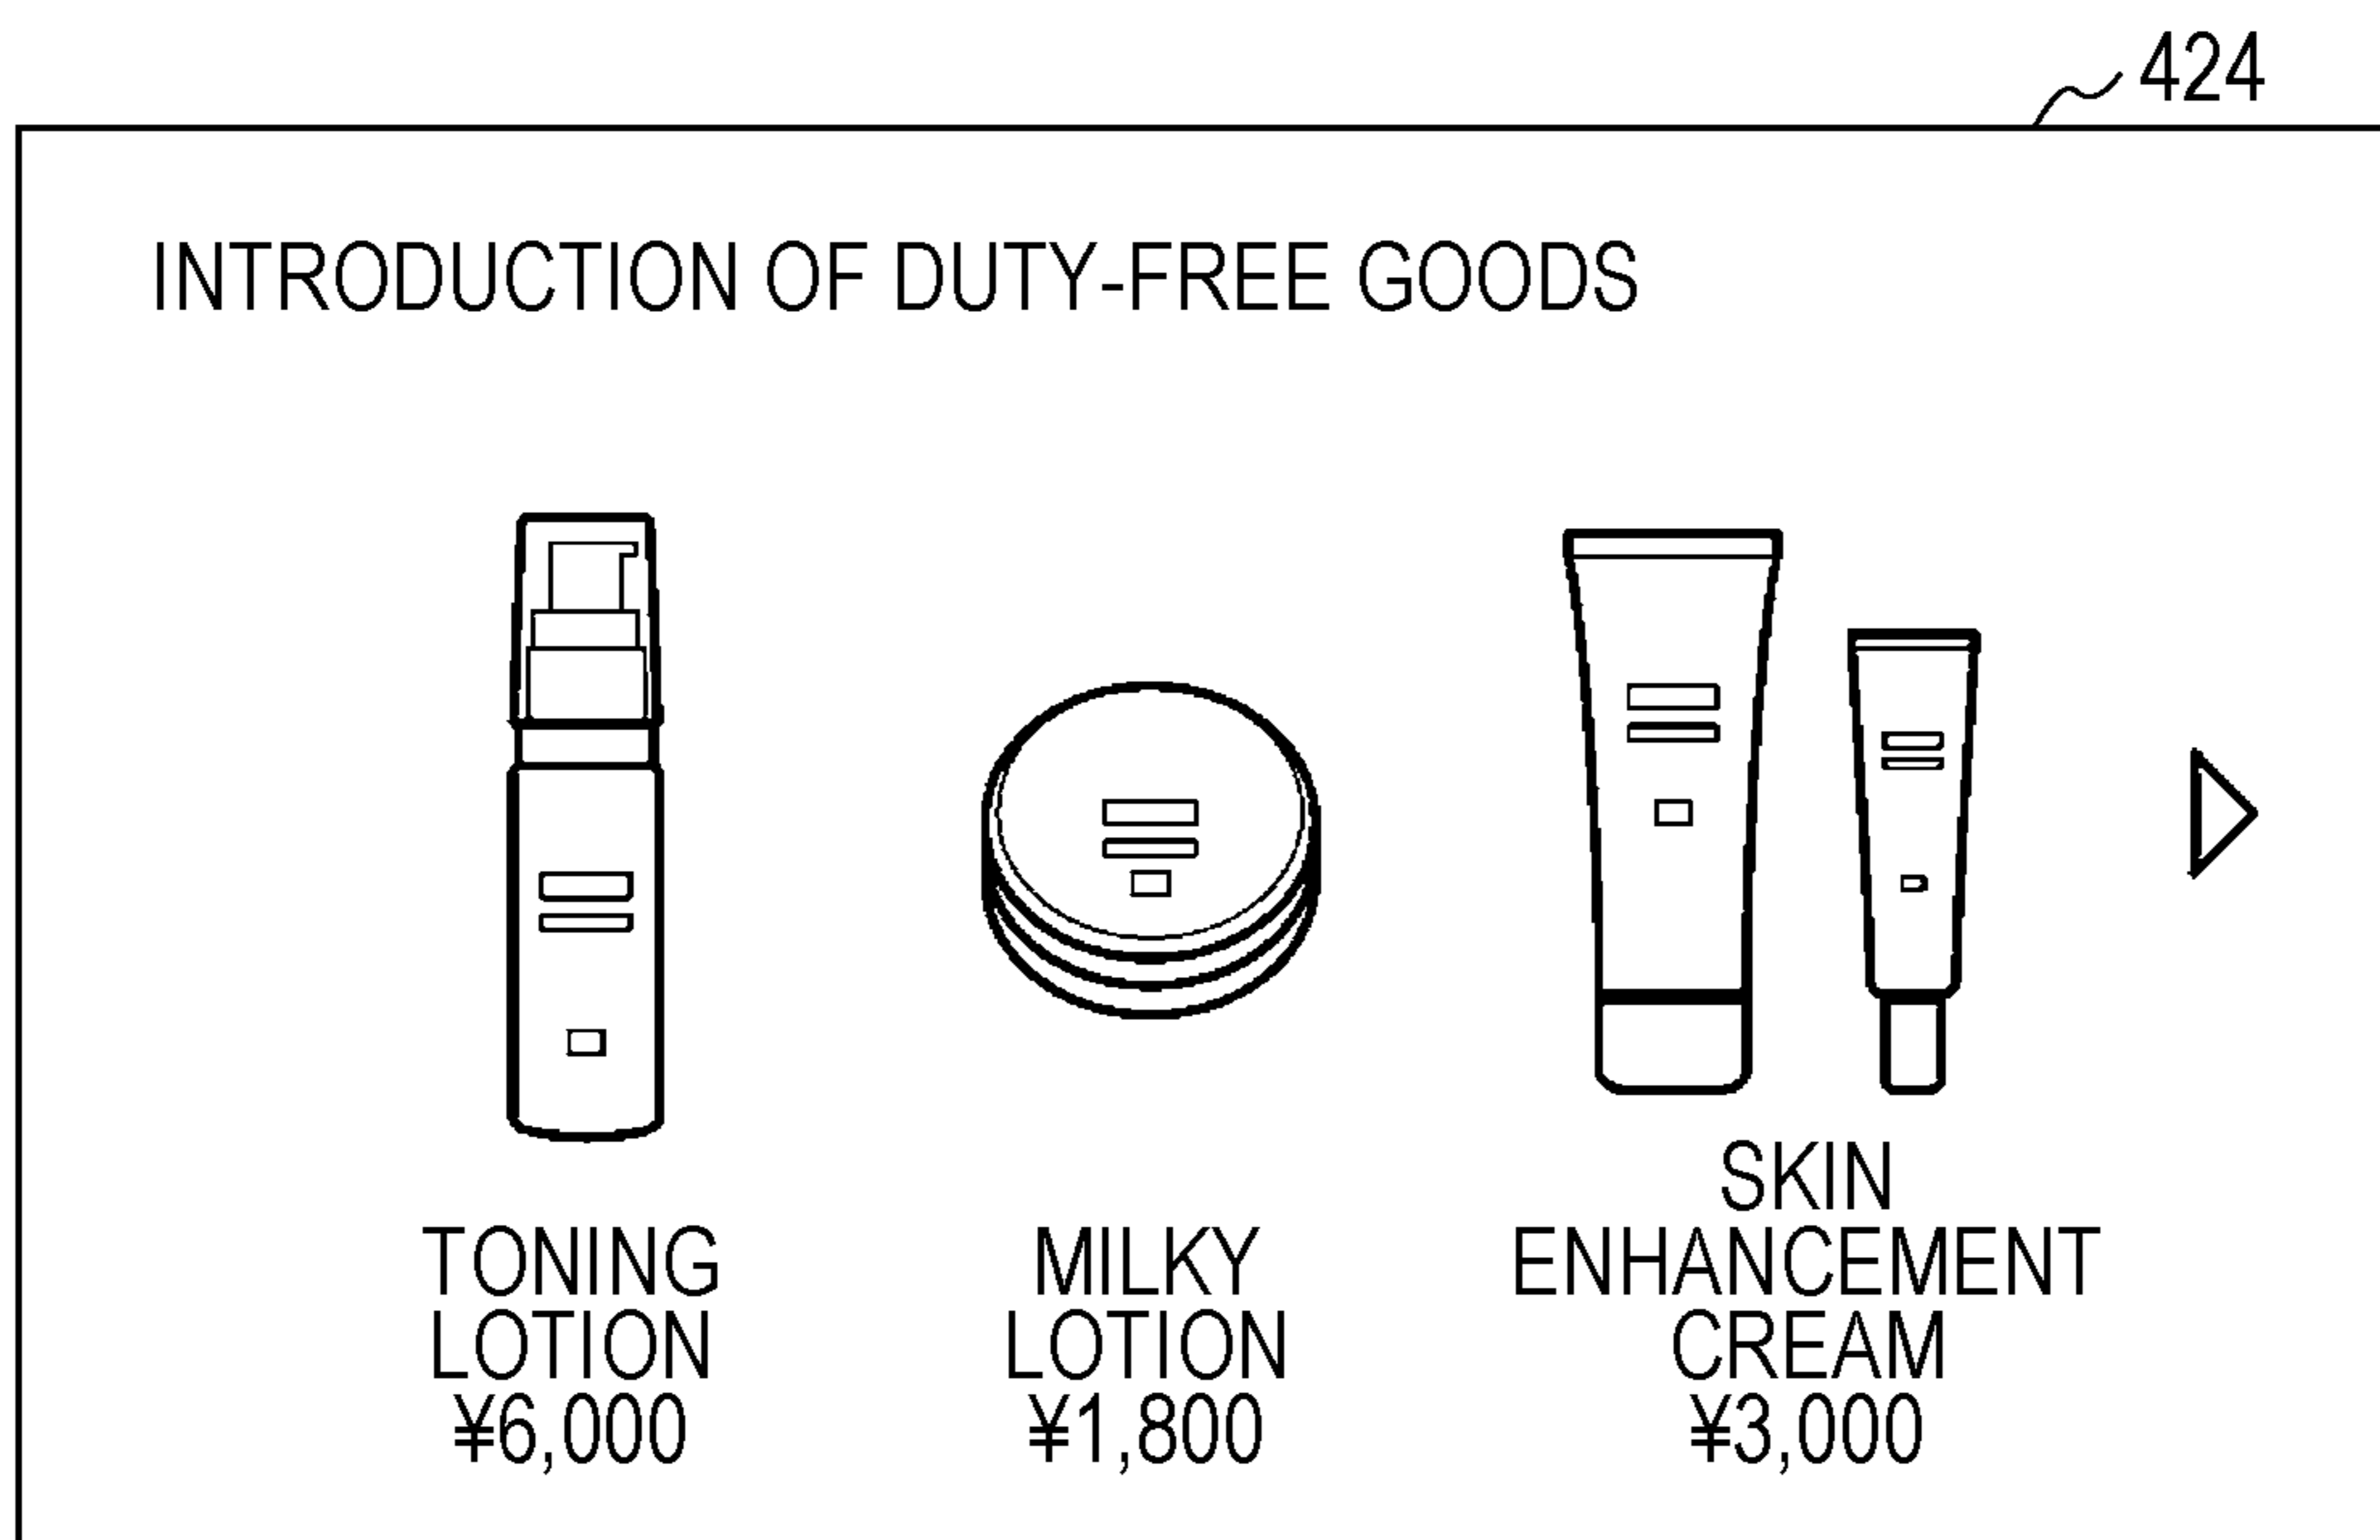 424
INTRODUCTION OF DUTY-FREE GOODS
TONING
LOTION
¥6,000
MILKY
LOTION
¥1,800
SKIN
ENHANCEMENT
CREAM
¥3,000